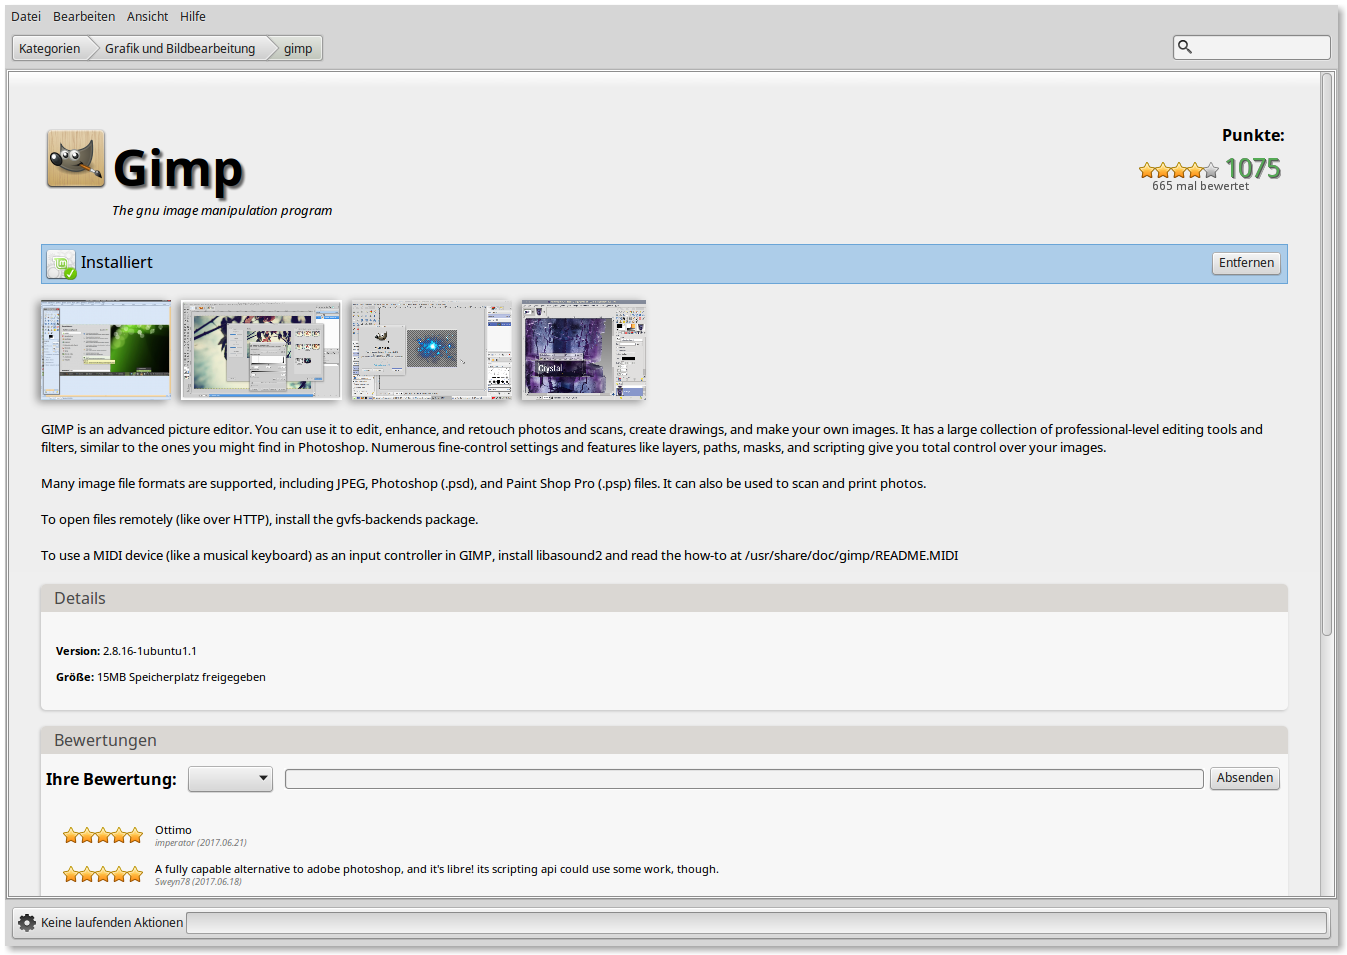 Datei Bearbeiten Ansicht Hilfe
Kategorien Grafik und Bildbearbeitung gimp
Gimp
The gnu image manipulation program
Punkte:
1075
665 mal bewertet
Installiert
Entfernen
Crystal
GIMP is an advanced picture editor. You can use it to edit, enhance, and retouch photos and scans, create drawings, and make your own images. It has a large collection of professional-level editing tools and
filters, similar to the ones you might find in Photoshop. Numerous fine-control settings and features like layers, paths, masks, and scripting give you total control over your images.
Many image file formats are supported, including JPEG, Photoshop (.psd), and Paint Shop Pro (.psp) files. It can also be used to scan and print photos.
To open files remotely (like over HTTP), install the gvfs-backends package.
To use a MIDI device (like a musical keyboard) as an input controller in GIMP, install libasound2 and read the how-to at /usr/share/doc/gimp/README.MIDI
Details
Version: 2.8.16-1ubuntu1.1
Größe: 15MB Speicherplatz freigegeben
Bewertungen
Ihre Bewertung:
Absenden
Ottimo
imperator (2017.06.21)
A fully capable alternative to adobe photoshop, and it's libre! its scripting api could use some work, though.
Sweyn78 (2017.06.18)
Keine laufenden Aktionen